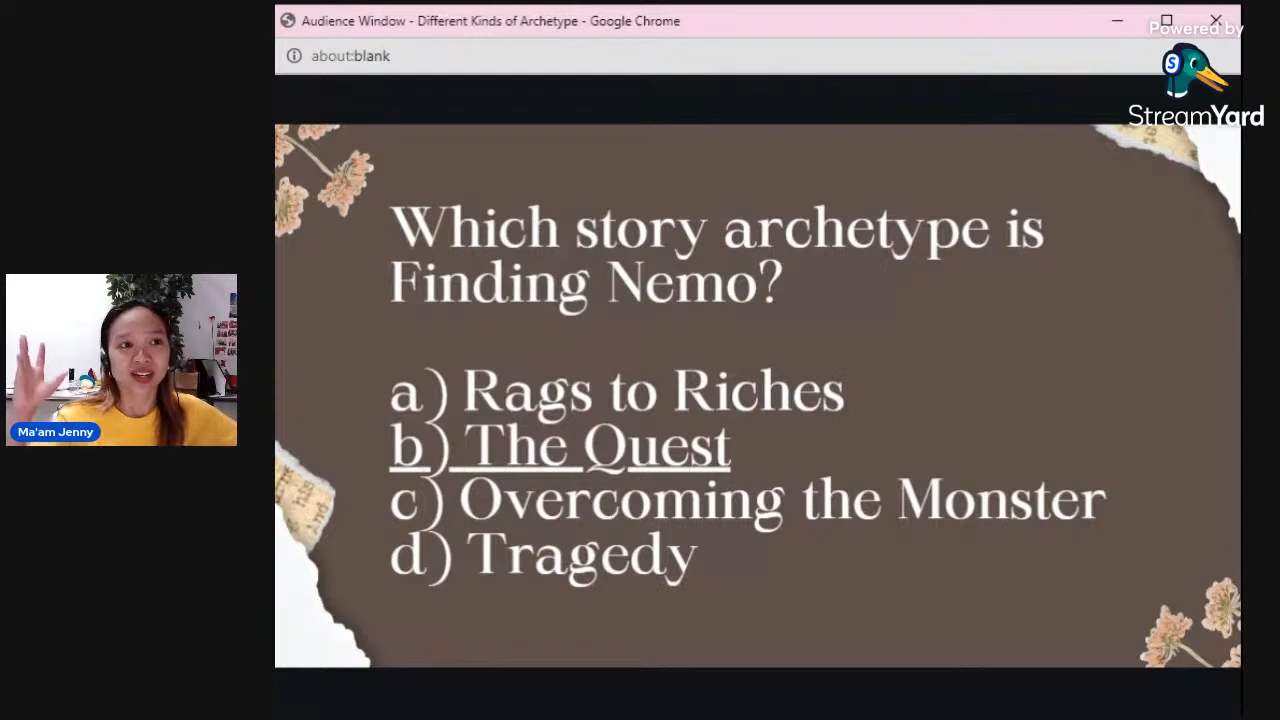 Audience Window - Different Kinds of Archetype - Google Chrome
about:blank
Powered by
S
StreamYard
Which story archetype is
Finding Nemo?
a) Rags to Riches
b) The Quest
c) Overcoming the Monster
d) Tragedy
Ma'am Jenny